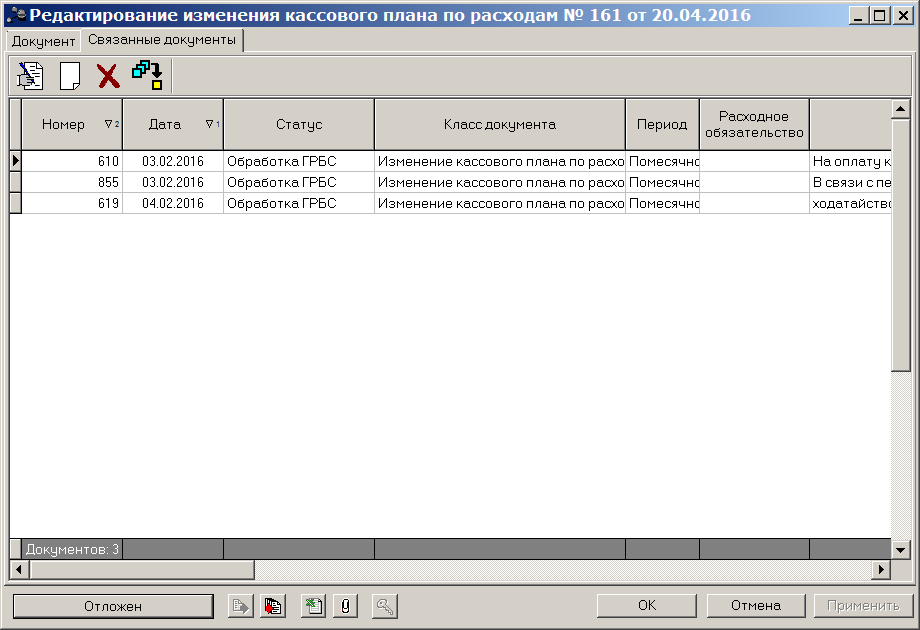 Редактирование изменения кассового плана по расходам № 161 от 20.04.2016
Документ Связанные документы
Номер 2 Дата 1 Статус Класс документа Период Расходное обязательство
610 03.02.2016 Обработка ГРБС Изменение кассового плана по расхо Помесячно На оплату к
855 03.02.2016 Обработка ГРБС Изменение кассового плана по расхо Помесячно В связи с пе
619 04.02.2016 Обработка ГРБС Изменение кассового плана по расхо Помесячно ходатайство
Документов: 3
Отложен OK Отмена Применить